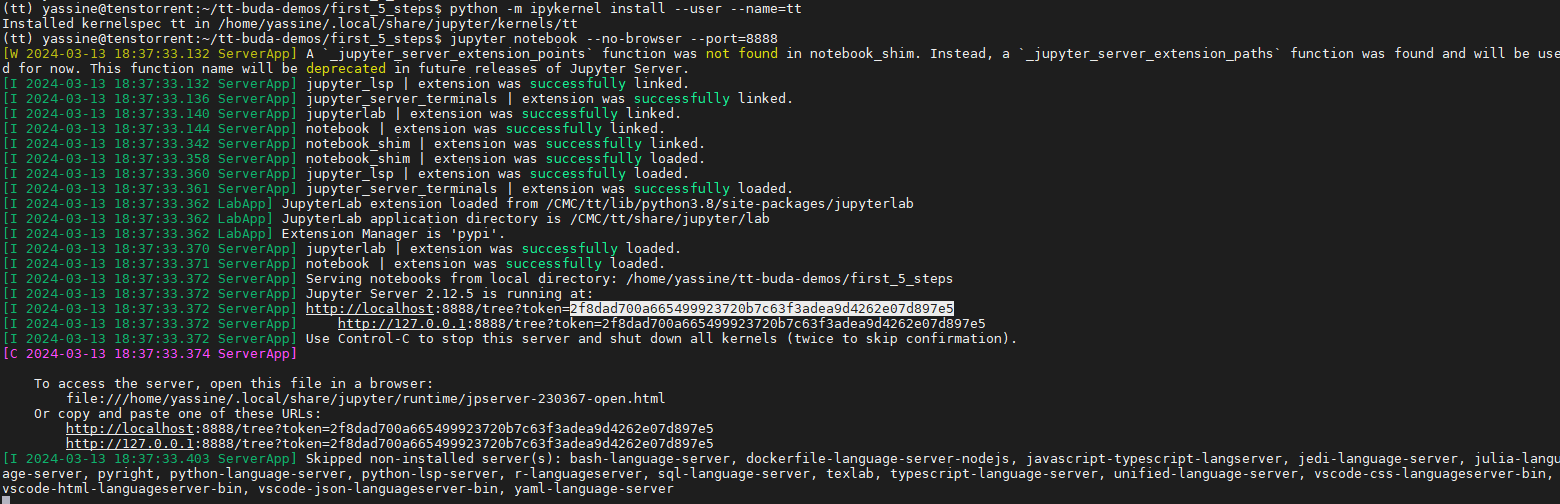 (tt) yassine@tenstorrent:~/tt-buda-demos/first_5_steps$ python -m ipykernel install --user --name=tt
Installed kernelspec tt in /home/yassine/.local/share/jupyter/kernels/tt
(tt) yassine@tenstorrent:~/tt-buda-demos/first_5_steps$ jupyter notebook --no-browser --port=8888
[W 2024-03-13 18:37:33.132 ServerApp] A `_jupyter_server_extension_points` function was not found in notebook_shim. Instead, a `_jupyter_server_extension_paths` function was found and will be use
d for now. This function name will be deprecated in future releases of Jupyter Server.
[I 2024-03-13 18:37:33.132 ServerApp] jupyter_lsp | extension was successfully linked.
[I 2024-03-13 18:37:33.136 ServerApp] jupyter_server_terminals | extension was successfully linked.
[I 2024-03-13 18:37:33.140 ServerApp] jupyterlab | extension was successfully linked.
[I 2024-03-13 18:37:33.144 ServerApp] notebook | extension was successfully linked.
[I 2024-03-13 18:37:33.342 ServerApp] notebook_shim | extension was successfully linked.
[I 2024-03-13 18:37:33.358 ServerApp] notebook_shim | extension was successfully loaded.
[I 2024-03-13 18:37:33.360 ServerApp] jupyter_lsp | extension was successfully loaded.
[I 2024-03-13 18:37:33.361 ServerApp] jupyter_server_terminals | extension was successfully loaded.
[I 2024-03-13 18:37:33.362 LabApp] JupyterLab extension loaded from /CMC/tt/lib/python3.8/site-packages/jupyterlab
[I 2024-03-13 18:37:33.362 LabApp] JupyterLab application directory is /CMC/tt/share/jupyter/lab
[I 2024-03-13 18:37:33.362 LabApp] Extension Manager is 'pypi'.
[I 2024-03-13 18:37:33.370 ServerApp] jupyterlab | extension was successfully loaded.
[I 2024-03-13 18:37:33.371 ServerApp] notebook | extension was successfully loaded.
[I 2024-03-13 18:37:33.372 ServerApp] Serving notebooks from local directory: /home/yassine/tt-buda-demos/first_5_steps
[I 2024-03-13 18:37:33.372 ServerApp] Jupyter Server 2.12.5 is running at:
[I 2024-03-13 18:37:33.372 ServerApp] http://localhost:8888/tree?token=2f8dad700a665499923720b7c63f3adea9d4262e07d897e5
[I 2024-03-13 18:37:33.372 ServerApp]     http://127.0.0.1:8888/tree?token=2f8dad700a665499923720b7c63f3adea9d4262e07d897e5
[I 2024-03-13 18:37:33.372 ServerApp] Use Control-C to stop this server and shut down all kernels (twice to skip confirmation).
[C 2024-03-13 18:37:33.374 ServerApp]
To access the server, open this file in a browser:
file:///home/yassine/.local/share/jupyter/runtime/jpserver-230367-open.html
Or copy and paste one of these URLs:
http://localhost:8888/tree?token=2f8dad700a665499923720b7c63f3adea9d4262e07d897e5
http://127.0.0.1:8888/tree?token=2f8dad700a665499923720b7c63f3adea9d4262e07d897e5
[I 2024-03-13 18:37:33.403 ServerApp] Skipped non-installed server(s): bash-language-server, dockerfile-language-server-nodejs, javascript-typescript-langserver, jedi-language-server, julia-langu
age-server, pyright, python-language-server, python-lsp-server, r-languageserver, sql-language-server, texlab, typescript-language-server, unified-language-server, vscode-css-languageserver-bin,
vscode-html-languageserver-bin, vscode-json-languageserver-bin, yaml-language-server